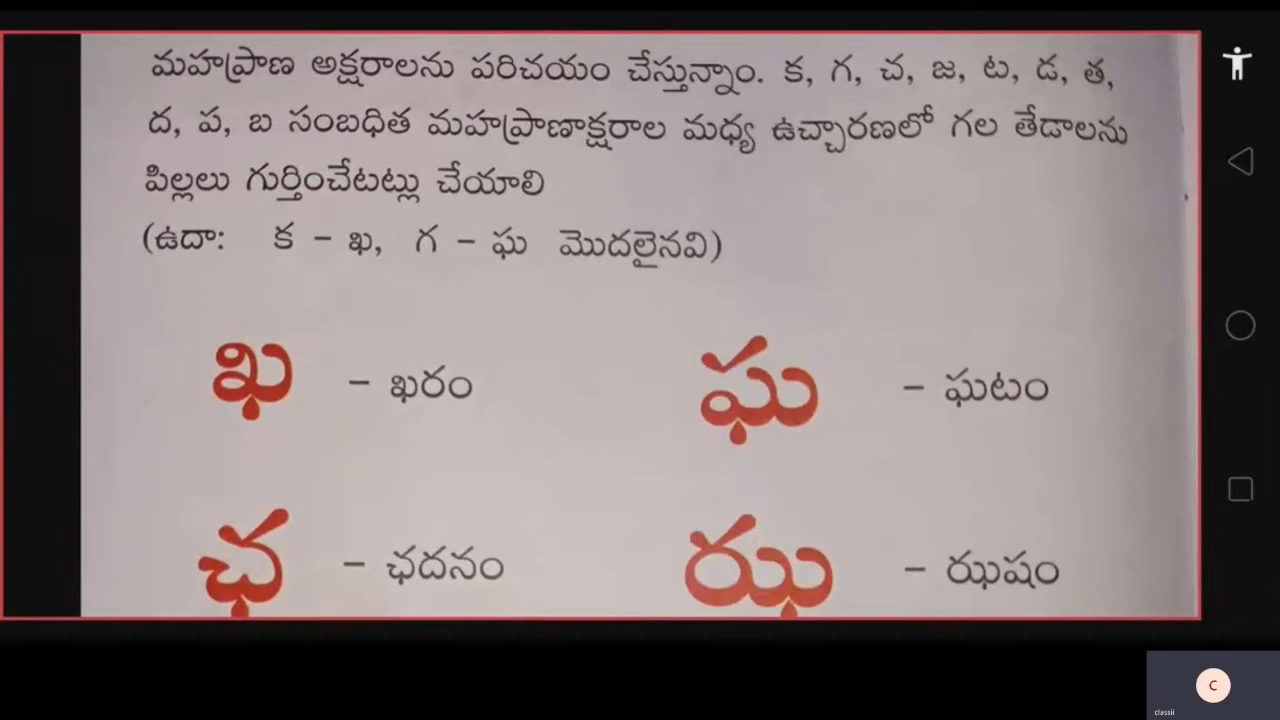 మహాప్రాణ అక్షరాలను పరిచయం చేస్తున్నాం. క, గ, చ, జ, ట, డ, త,
ద, ప, బ సంబధిత మహాప్రాణాక్షరాల మధ్య ఉచ్చారణలో గల తేడాలను
పిల్లలు గుర్తించేటట్లు చేయాలి
(ఉదా: క – ఖ, గ – ఘ మొదలైనవి)
ఖ – ఖరం ఘ – ఘటం
ఛ – ఛదనం ఝ – ఝషం
C
classii